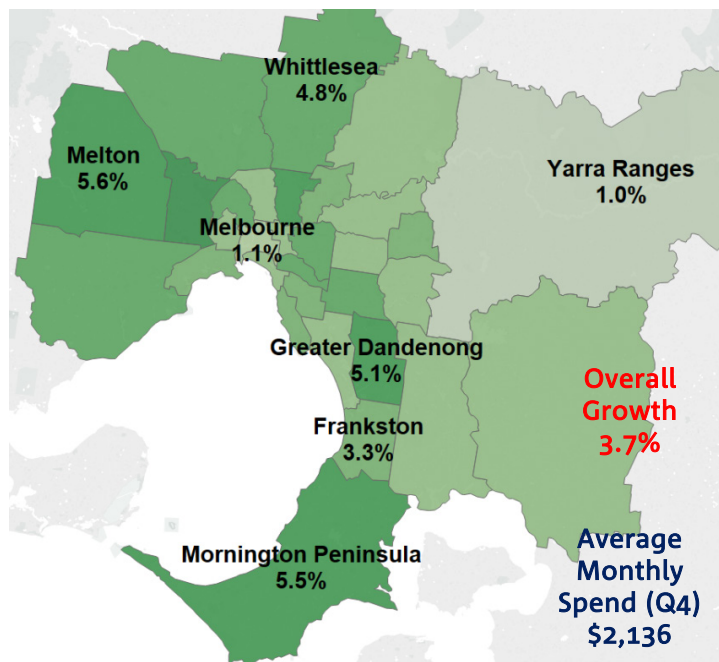 Whittlesea
4.8%
Melton
5.6%
Yarra Ranges
1.0%
Melbourne
1.1%
Greater Dandenong
5.1%
Overall
Growth
3.7%
Frankston
3.3%
Mornington Peninsula
5.5%
Average
Monthly
Spend (Q4)
$2,136